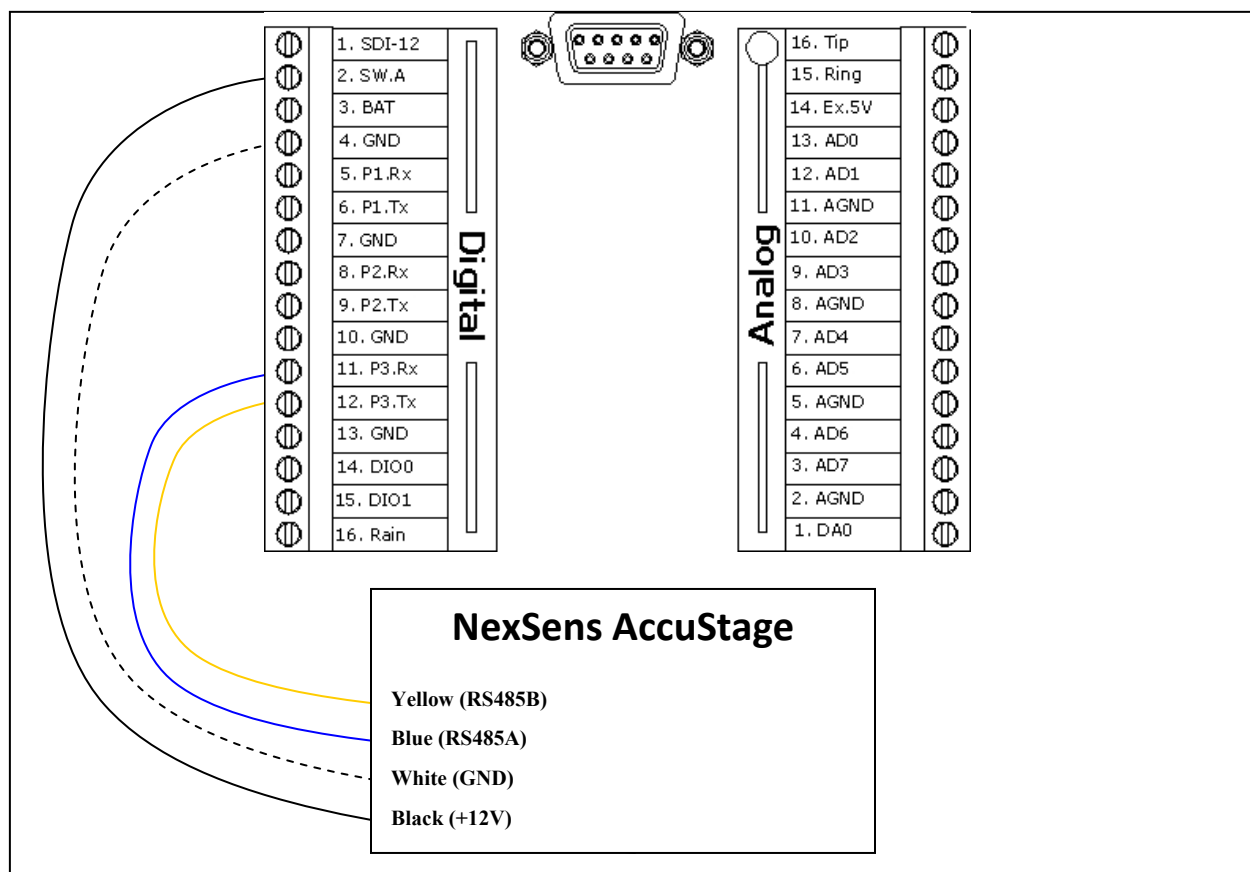 1. SDI-12
2. SW.A
3. BAT
4. GND
5. P1.Rx
6. P1.Tx
7. GND
8. P2.Rx
9. P2.Tx
10. GND
11. P3.Rx
12. P3.Tx
13. GND
14. DIO0
15. DIO1
16. Rain
Digital
Analog
16. Tip
15. Ring
14. Ex.5V
13. AD0
12. AD1
11. AGND
10. AD2
9. AD3
8. AGND
7. AD4
6. AD5
5. AGND
4. AD6
3. AD7
2. AGND
1. DA0
NexSens AccuStage
Yellow (RS485B)
Blue (RS485A)
White (GND)
Black (+12V)